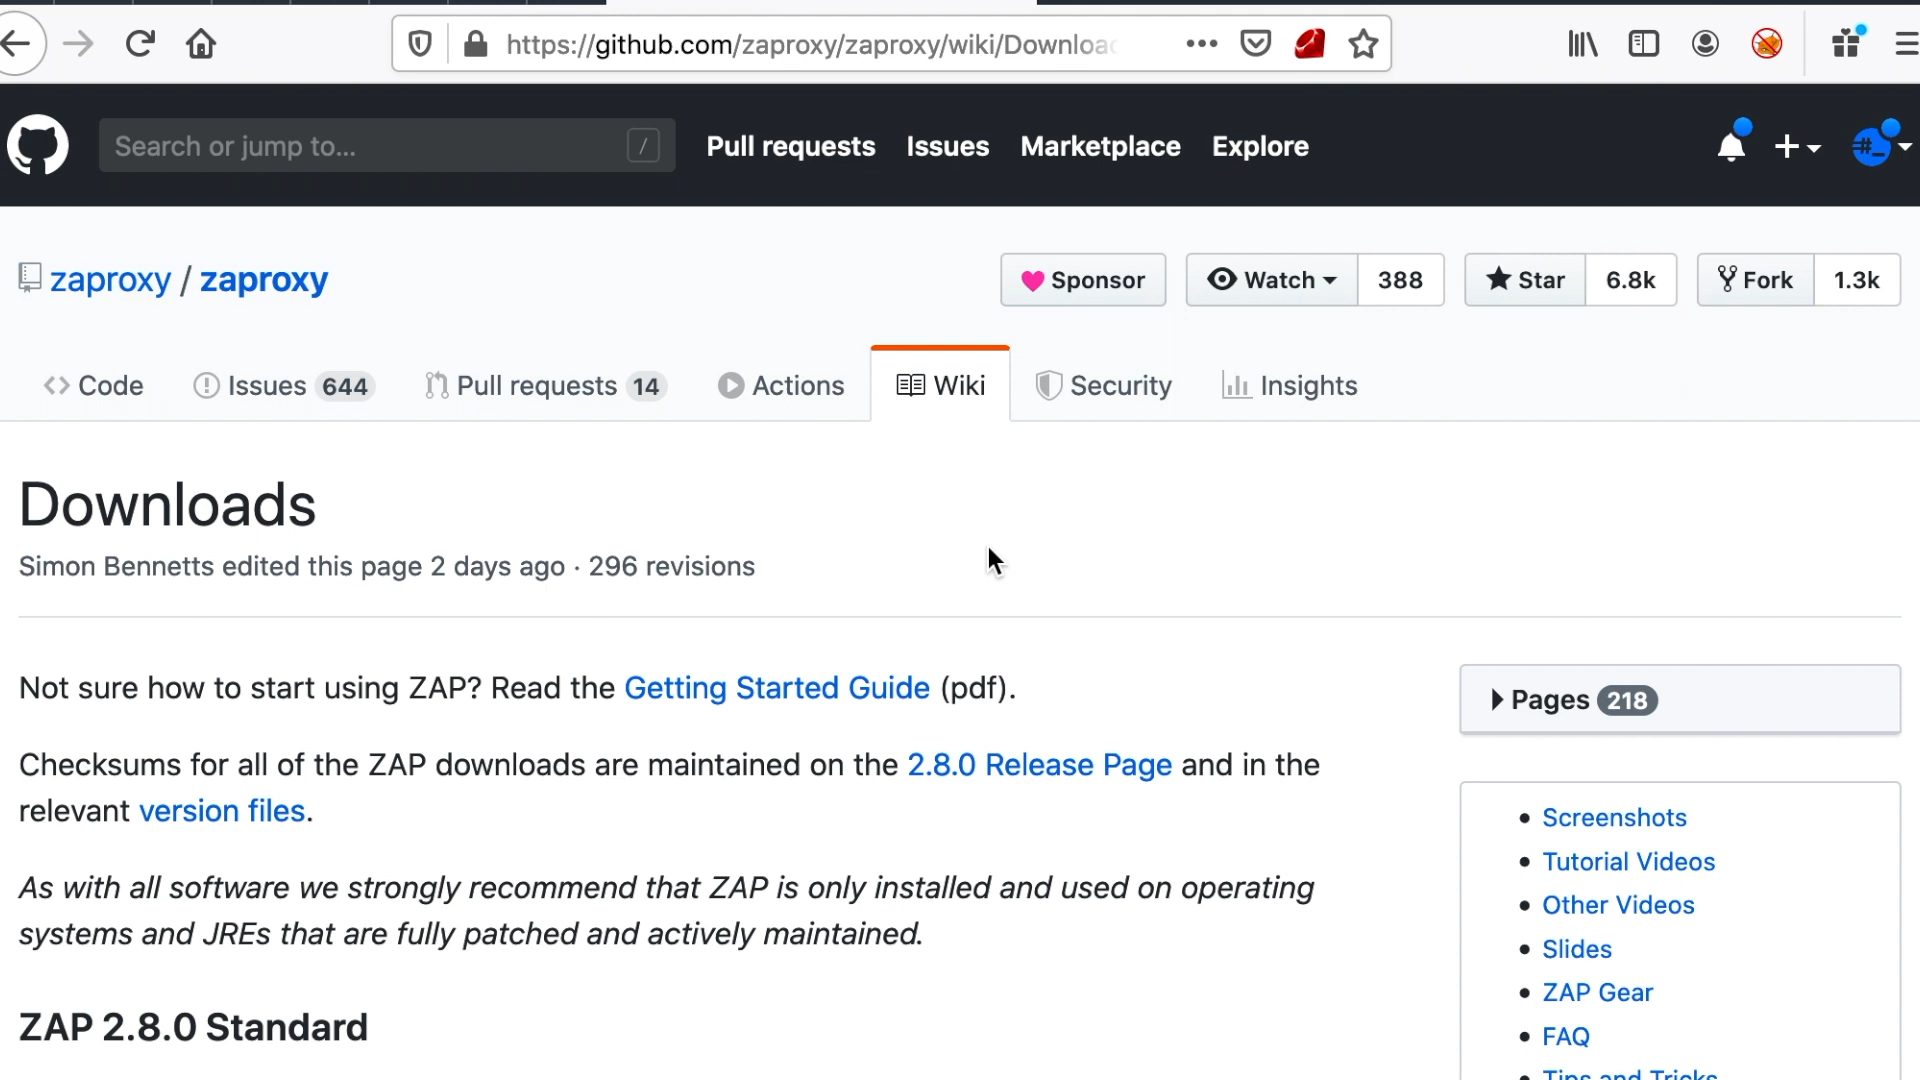 https://github.com/zaproxy/zaproxy/wiki/Downloa
Search or jump to... /
Pull requests Issues Marketplace Explore
zaproxy / zaproxy
Sponsor Watch 388 Star 6.8k Fork 1.3k
Code Issues 644 Pull requests 14 Actions Wiki Security Insights
Downloads
Simon Bennetts edited this page 2 days ago · 296 revisions
Not sure how to start using ZAP? Read the Getting Started Guide (pdf).
Checksums for all of the ZAP downloads are maintained on the 2.8.0 Release Page and in the
relevant version files.
As with all software we strongly recommend that ZAP is only installed and used on operating
systems and JREs that are fully patched and actively maintained.
ZAP 2.8.0 Standard
Pages 218
• Screenshots
• Tutorial Videos
• Other Videos
• Slides
• ZAP Gear
• FAQ
• Tips and Tricks